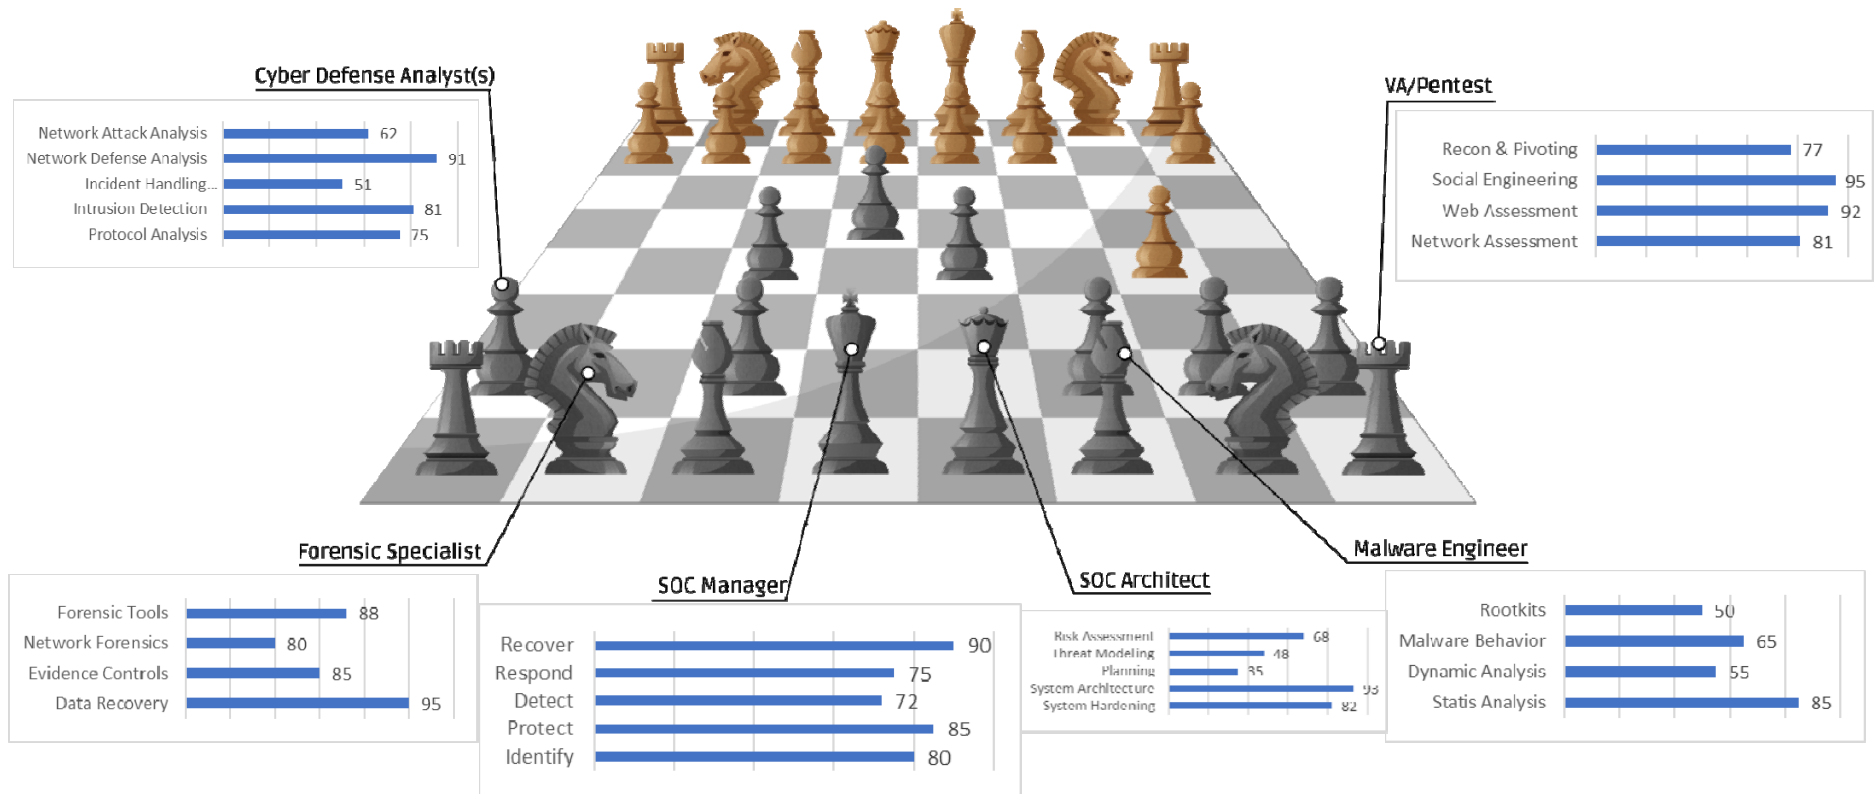 Cyber Defense Analyst(s)
Network Attack Analysis 62
Network Defense Analysis 91
Incident Handling... 51
Intrusion Detection 81
Protocol Analysis 75
VA/Pentest
Recon & Pivoting 77
Social Engineering 95
Web Assessment 92
Network Assessment 81
Forensic Specialist
Forensic Tools 88
Network Forensics 80
Evidence Controls 85
Data Recovery 95
SOC Manager
Recover 90
Respond 75
Detect 72
Protect 85
Identify 80
SOC Architect
Risk Assessment 68
Threat Modeling 48
Planning 35
System Architecture 93
System Hardening 82
Malware Engineer
Rootkits 50
Malware Behavior 65
Dynamic Analysis 55
Statis Analysis 85